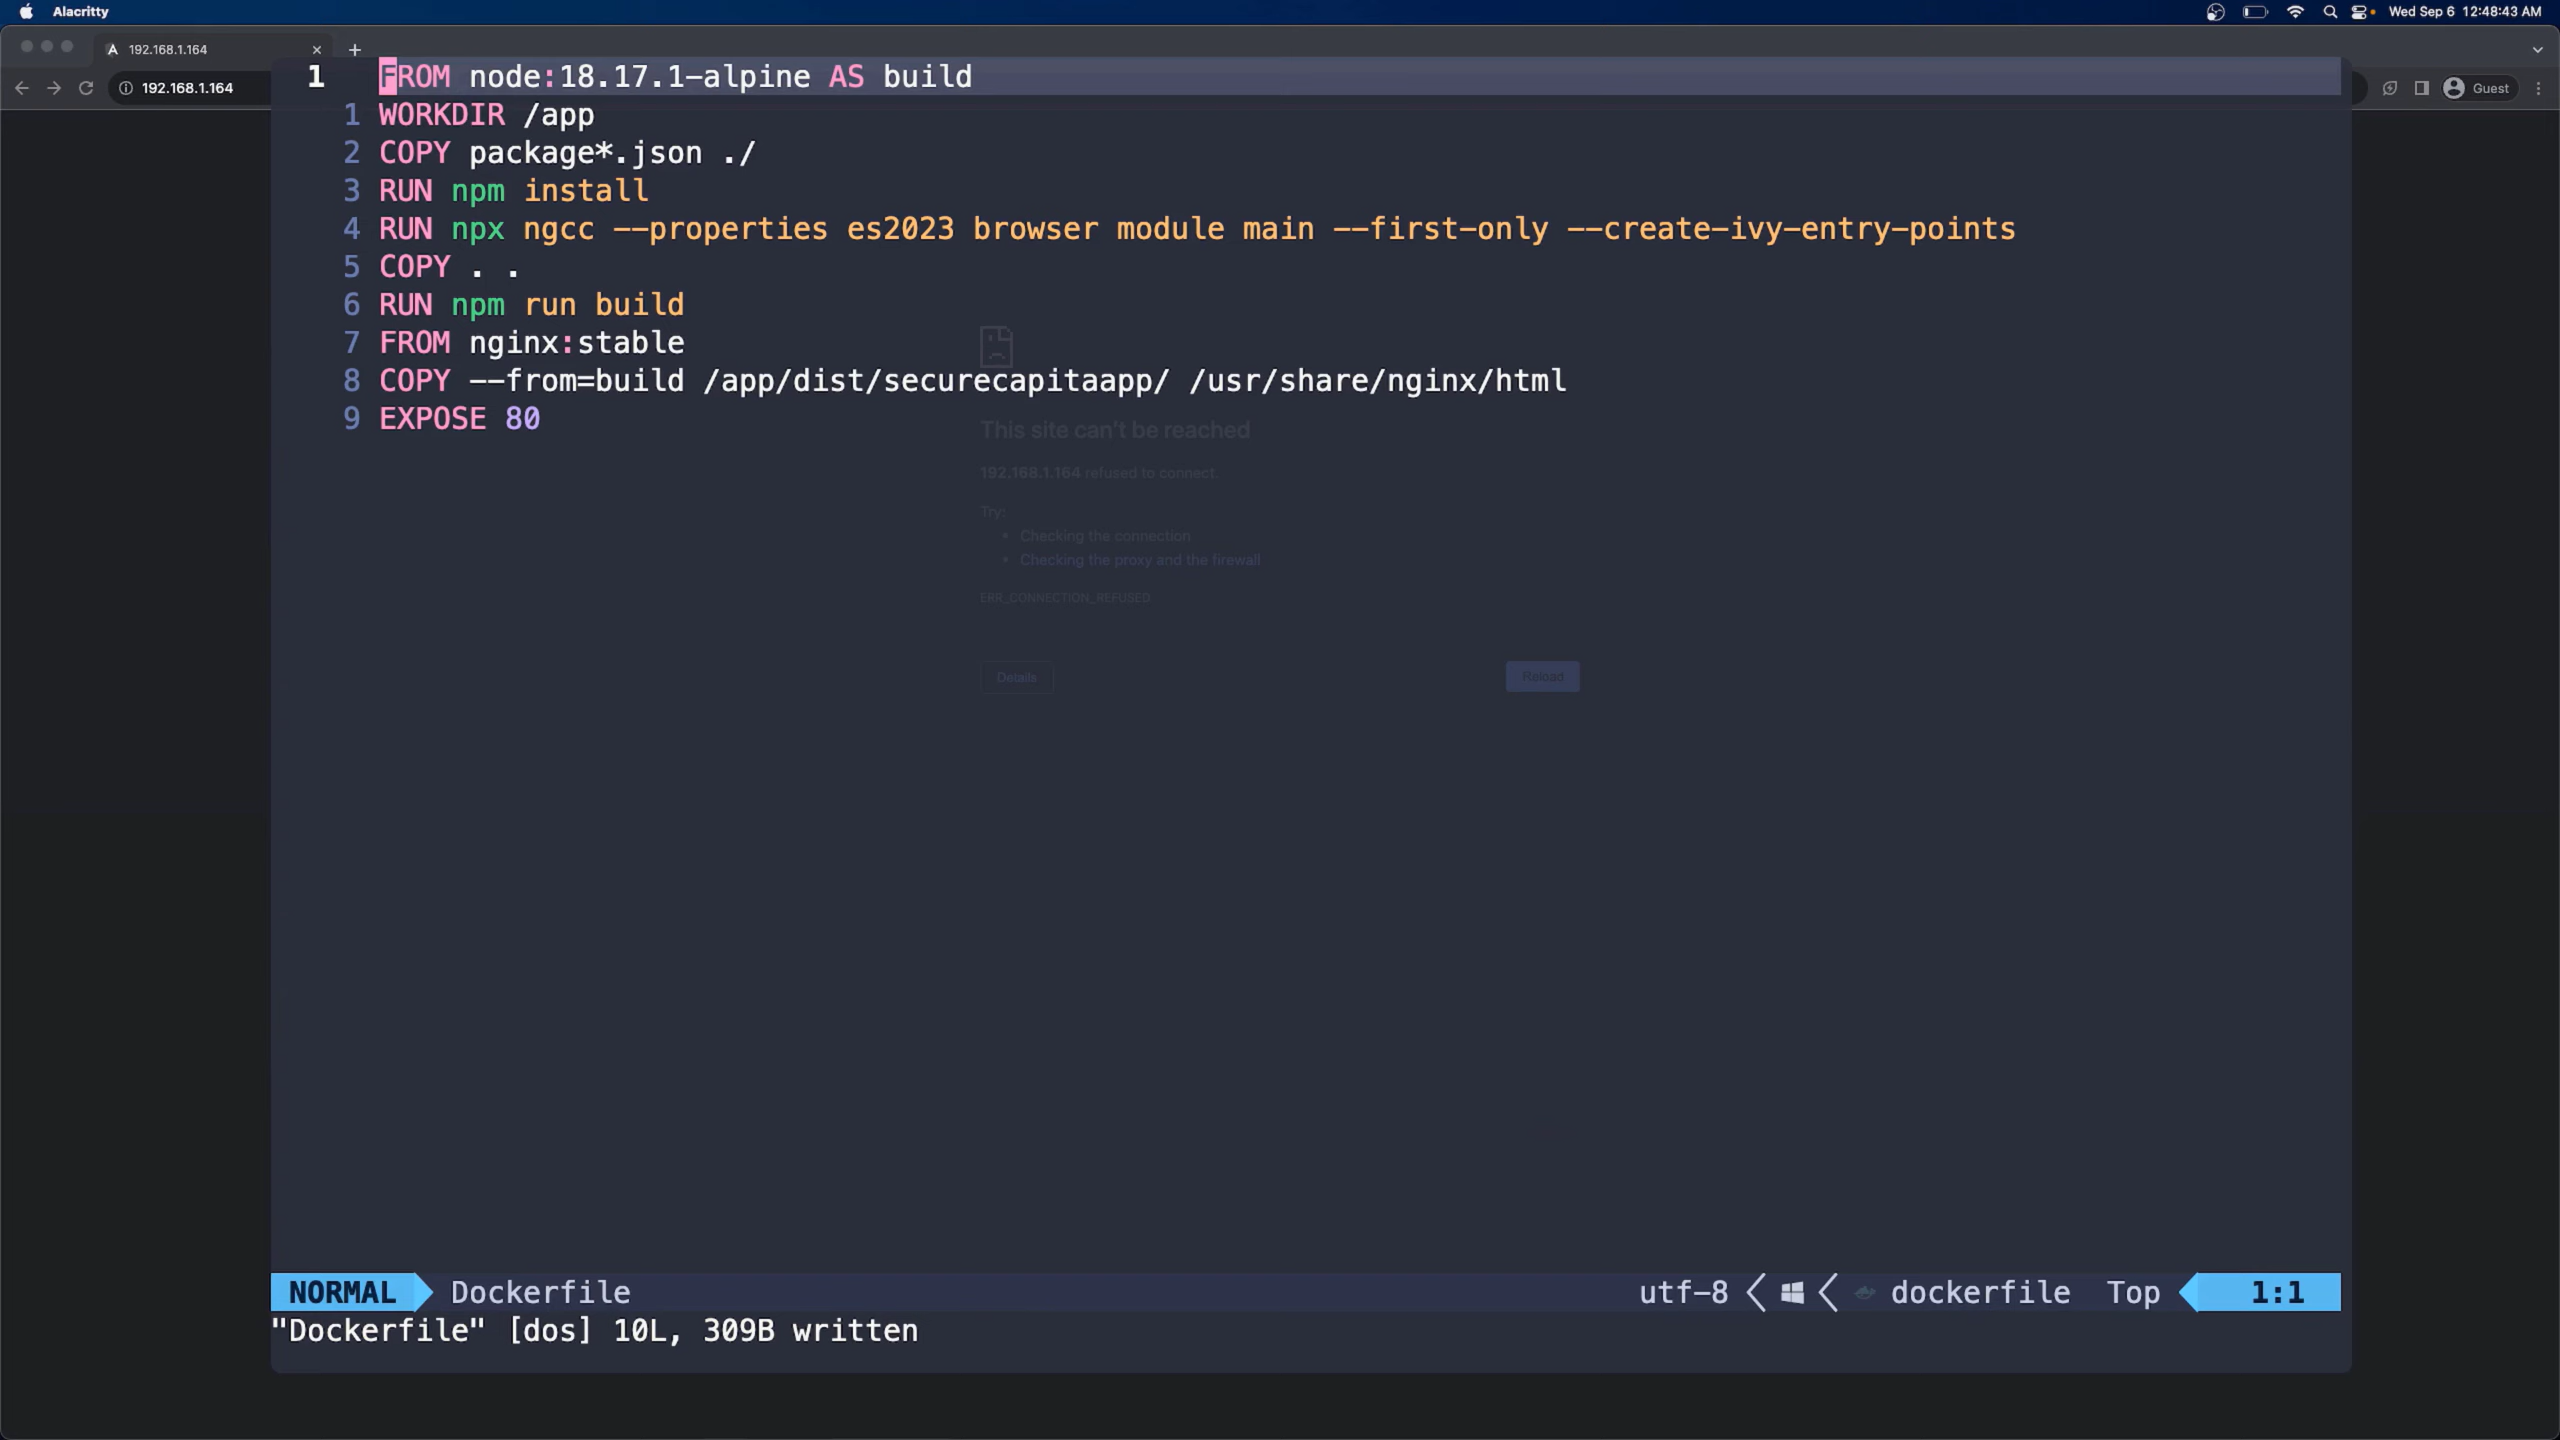 Alacritty
Wed Sep 6 12:48:43 AM
192.168.1.164
192.168.1.164
Guest
1 FROM node:18.17.1-alpine AS build
1 WORKDIR /app
2 COPY package*.json ./
3 RUN npm install
4 RUN npx ngcc --properties es2023 browser module main --first-only --create-ivy-entry-points
5 COPY . .
6 RUN npm run build
7 FROM nginx:stable
8 COPY --from=build /app/dist/securecapitaapp/ /usr/share/nginx/html
9 EXPOSE 80
This site can't be reached
192.168.1.164 refused to connect.
Try:
• Checking the connection
• Checking the proxy and the firewall
ERR_CONNECTION_REFUSED
Details
Reload
NORMAL Dockerfile utf-8 dockerfile Top 1:1
"Dockerfile" [dos] 10L, 309B written